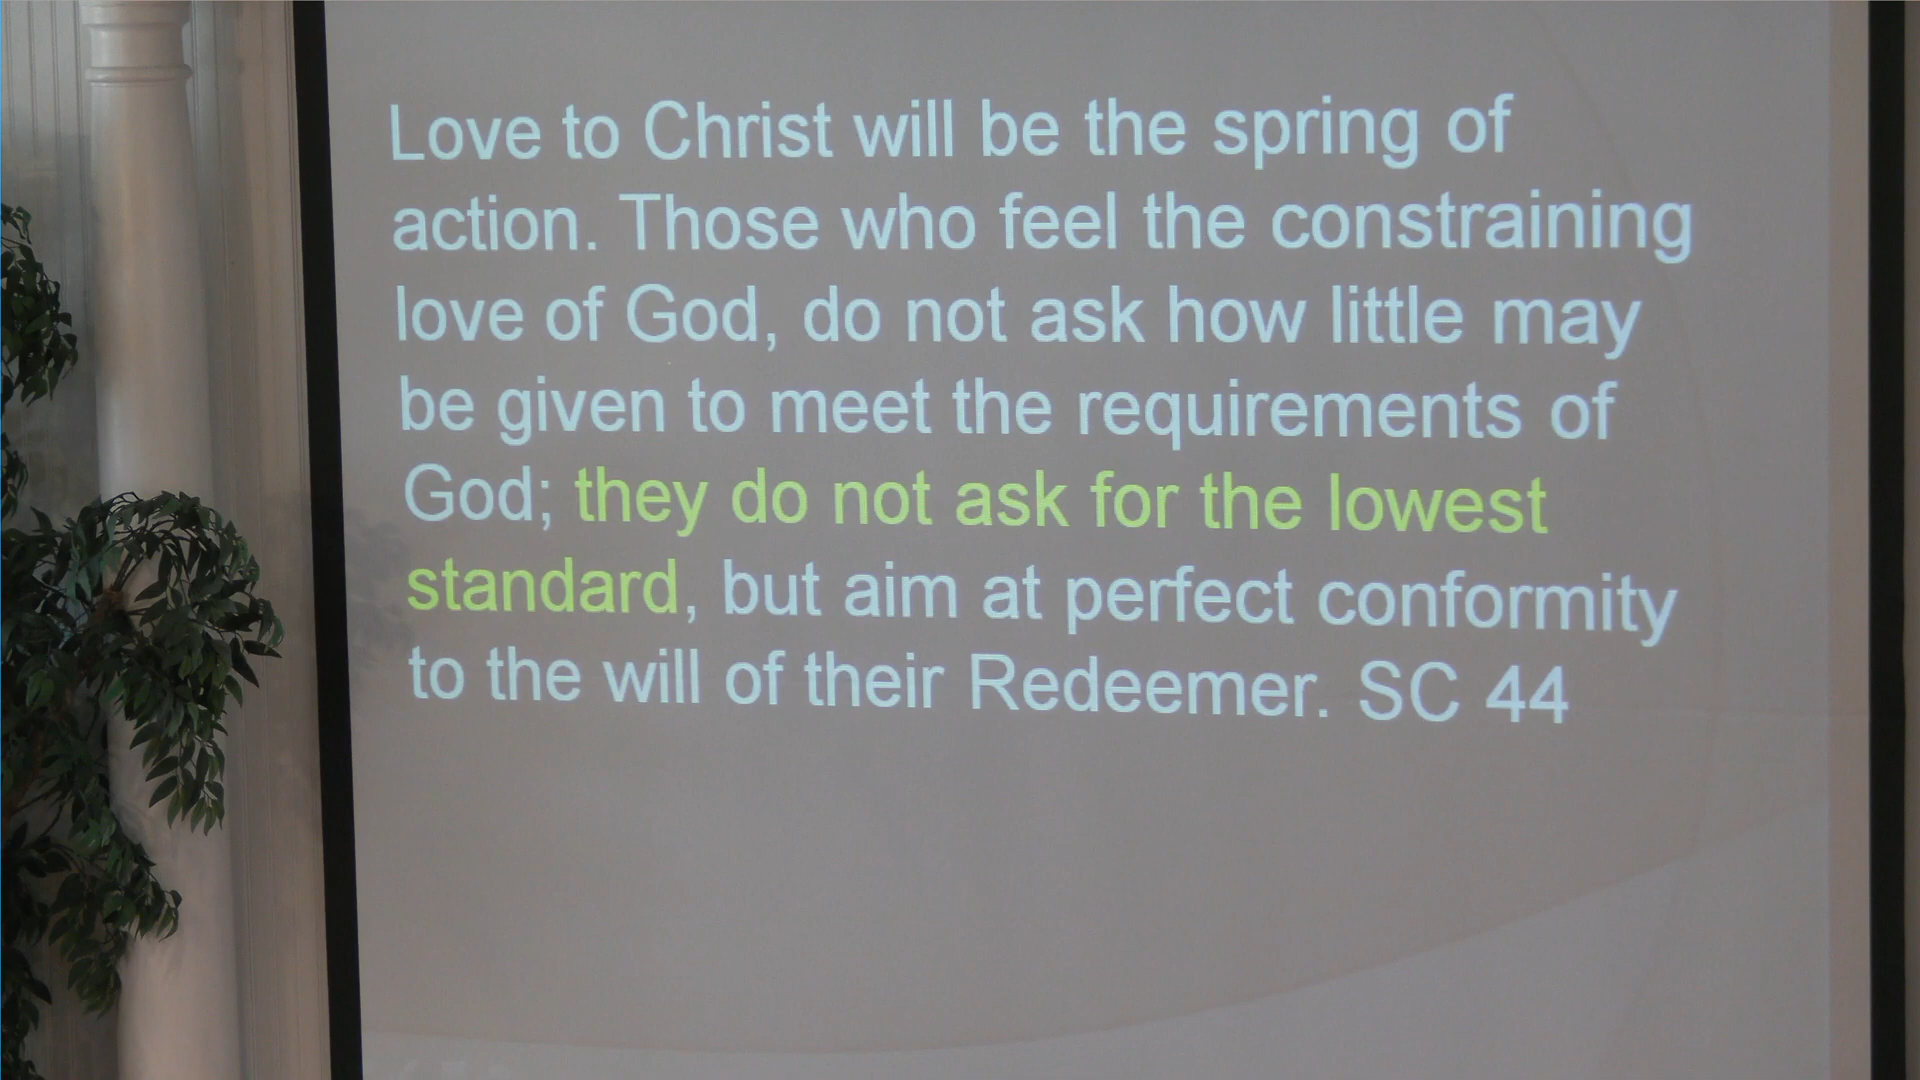 Love to Christ will be the spring of
action. Those who feel the constraining
love of God, do not ask how little may
be given to meet the requirements of
God; they do not ask for the lowest
standard, but aim at perfect conformity
to the will of their Redeemer. SC 44